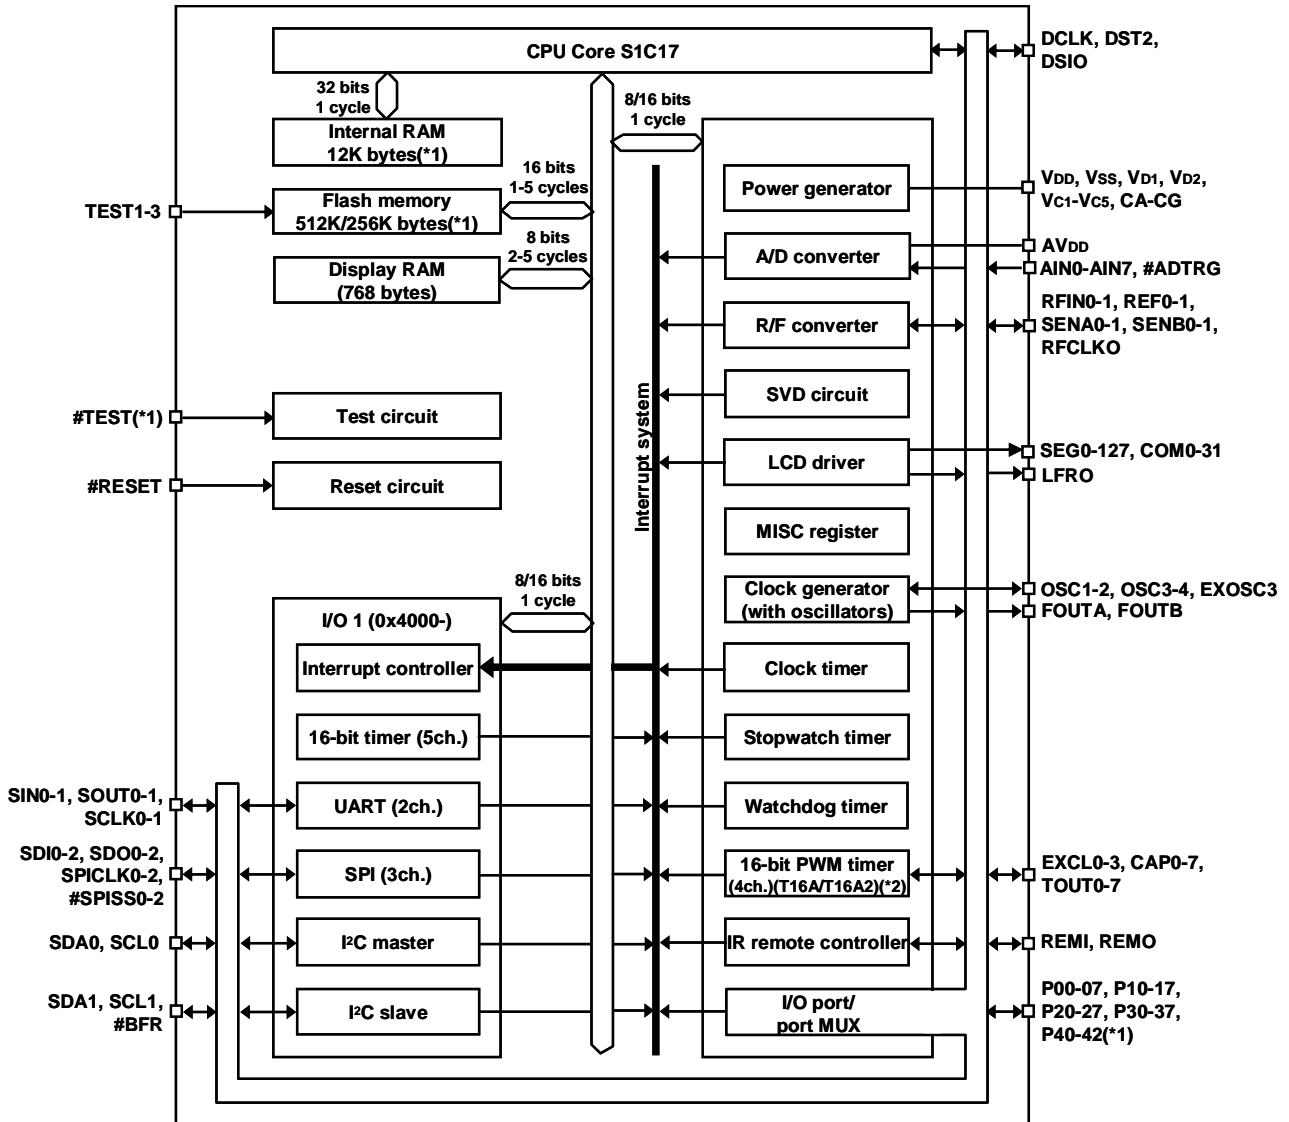 CPU Core S1C17
DCLK, DST2,
DSIO
32 bits
1 cycle
8/16 bits
1 cycle
Internal RAM
12K bytes(*1)
16 bits
1-5 cycles
TEST1-3
Flash memory
512K/256K bytes(*1)
8 bits
2-5 cycles
Display RAM
(768 bytes)
Power generator
VDD, VSS, VD1, VD2,
VC1-VC5, CA-CG
A/D converter
AVDD
AIN0-AIN7, #ADTRG
R/F converter
RFIN0-1, REF0-1,
SENA0-1, SENB0-1,
RFCLKO
SVD circuit
#TEST(*1)
Test circuit
Interrupt system
LCD driver
SEG0-127, COM0-31
LFRO
#RESET
Reset circuit
MISC register
8/16 bits
1 cycle
Clock generator
(with oscillators)
OSC1-2, OSC3-4, EXOSC3
FOUTA, FOUTB
I/O 1 (0x4000-)
Interrupt controller
Clock timer
16-bit timer (5ch.)
Stopwatch timer
SIN0-1, SOUT0-1,
SCLK0-1
UART (2ch.)
Watchdog timer
SDI0-2, SDO0-2,
SPICLK0-2,
#SPISS0-2
SPI (3ch.)
16-bit PWM timer
(4ch.)(T16A/T16A2)(*2)
EXCL0-3, CAP0-7,
TOUT0-7
SDA0, SCL0
I²C master
IR remote controller
REMI, REMO
SDA1, SCL1,
#BFR
I²C slave
I/O port/
port MUX
P00-07, P10-17,
P20-27, P30-37,
P40-42(*1)